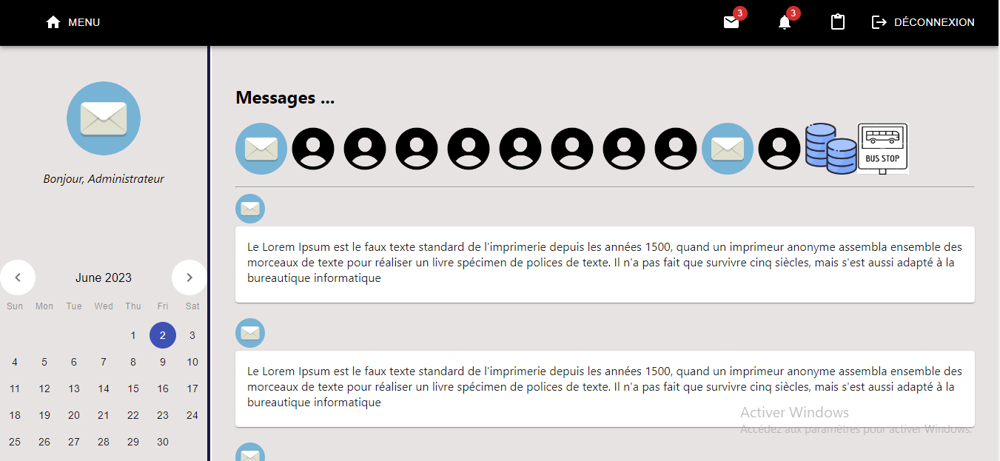 MENU
3
3
DÉCONNEXION
Bonjour, Administrateur
June 2023
Sun Mon Tue Wed Thu Fri Sat
1 2 3
4 5 6 7 8 9 10
11 12 13 14 15 16 17
18 19 20 21 22 23 24
25 26 27 28 29 30
Messages ...
BUS STOP
Le Lorem Ipsum est le faux texte standard de l'imprimerie depuis les années 1500, quand un imprimeur anonyme assembla ensemble des
morceaux de texte pour réaliser un livre spécimen de polices de texte. Il n'a pas fait que survivre cinq siècles, mais s'est aussi adapté à la
bureautique informatique
Le Lorem Ipsum est le faux texte standard de l'imprimerie depuis les années 1500, quand un imprimeur anonyme assembla ensemble des
morceaux de texte pour réaliser un livre spécimen de polices de texte. Il n'a pas fait que survivre cinq siècles, mais s'est aussi adapté à la
bureautique informatique
Activer Windows
Accédez aux paramètres pour activer Windows.